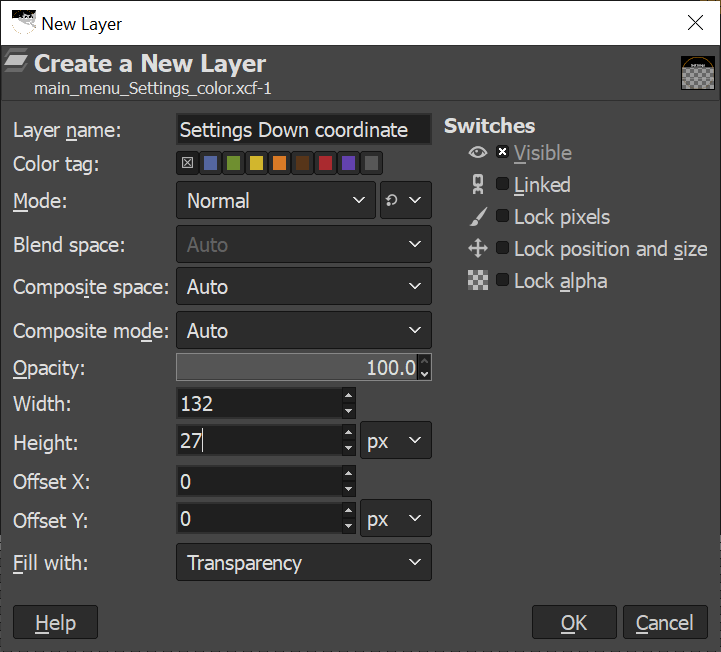 New Layer
Create a New Layer
main_menu_Settings_color.xcf-1
Layer name: Settings Down coordinate
Color tag:
Mode: Normal
Blend space: Auto
Composite space: Auto
Composite mode: Auto
Opacity: 100.0
Width: 132
Height: 27 px
Offset X: 0
Offset Y: 0 px
Fill with: Transparency
Switches
Visible
Linked
Lock pixels
Lock position and size
Lock alpha
Help OK Cancel